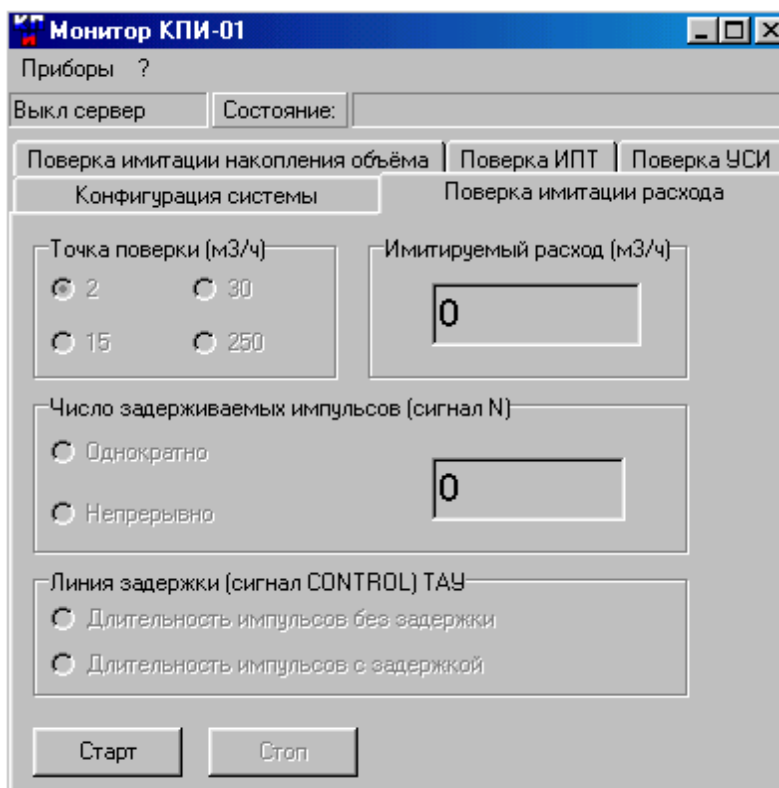 Монитор КПИ-01
Приборы ?
Выкл сервер Состояние:
Поверка имитации накопления объёма Поверка ИПТ Поверка УСИ
Конфигурация системы Поверка имитации расхода
Точка поверки (м3/ч) Имитируемый расход (м3/ч)
2 30 0
15 250
Число задерживаемых импульсов (сигнал N)
Однократно
0
Непрерывно
Линия задержки (сигнал CONTROL) ТАУ
Длительность импульсов без задержки
Длительность импульсов с задержкой
Старт Стоп